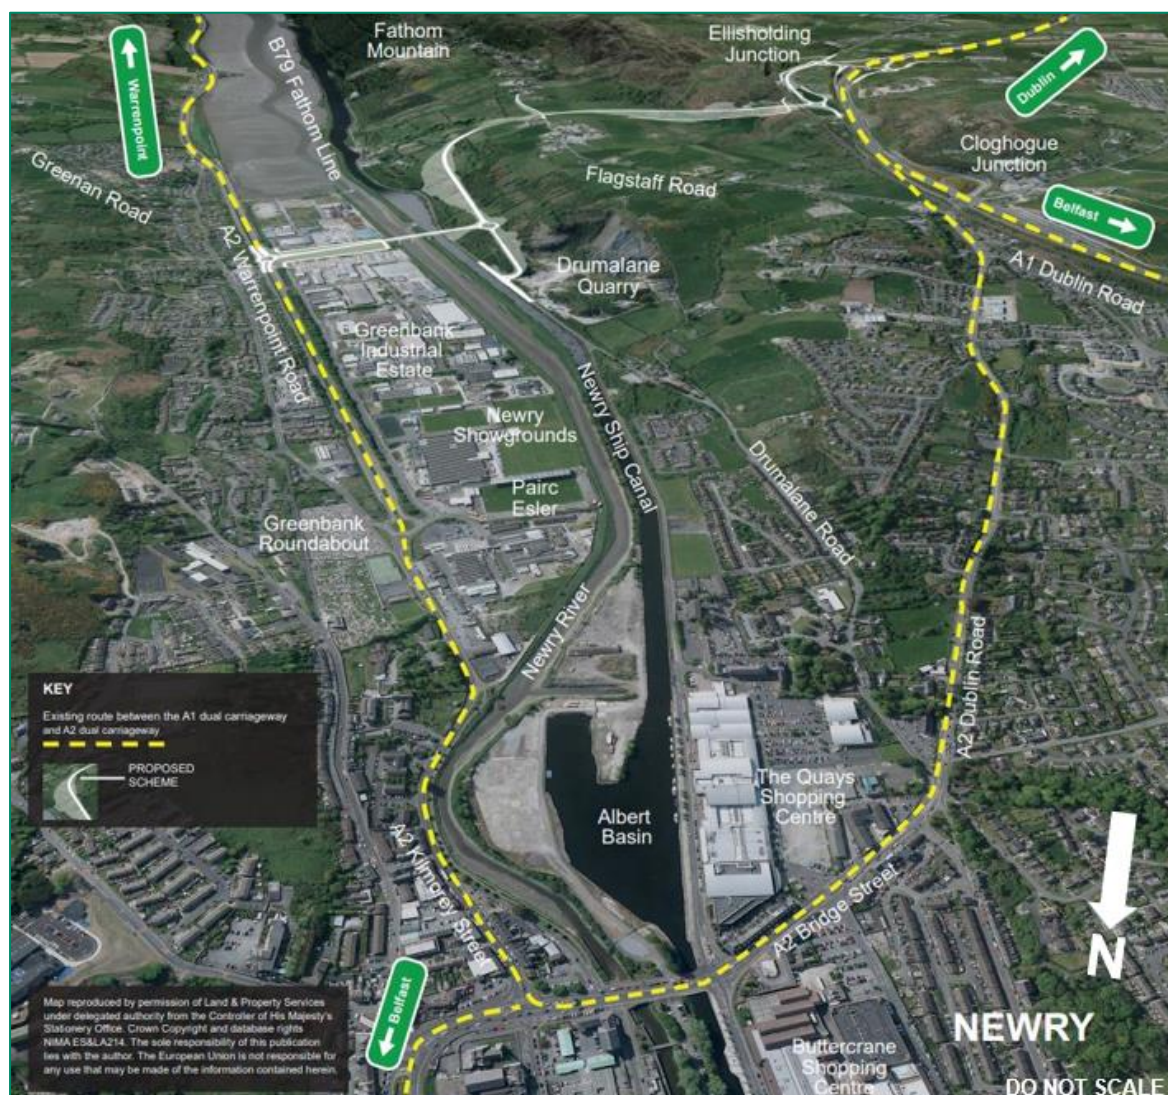 Fathom
Mountain
Ellisholding
Junction
B79 Fathom Line
Warrenpoint
Dublin
Cloghogue
Junction
Greenan Road
Flagstaff Road
Belfast
A2 Warrenpoint Road
Drumalane
Quarry
A1 Dublin Road
Greenbank
Industrial
Estate
Newry Ship Canal
Newry
Showgrounds
Drumalane Road
Pairc
Esler
Greenbank
Roundabout
Newry River
A2 Dublin Road
KEY
Existing route between the A1 dual carriageway
and A2 dual carriageway
PROPOSED
SCHEME
The Quays
Shopping
Centre
Albert
Basin
A2 Kilmorey Street
A2 Bridge Street
N
Belfast
Map reproduced by permission of Land & Property Services
under delegated authority from the Controller of His Majesty's
Stationery Office. Crown Copyright and database rights
NIMA ES&LA214. The sole responsibility of this publication
lies with the author. The European Union is not responsible for
any use that may be made of the information contained herein.
NEWRY
Buttercrane
Shopping
Centre
DO NOT SCALE